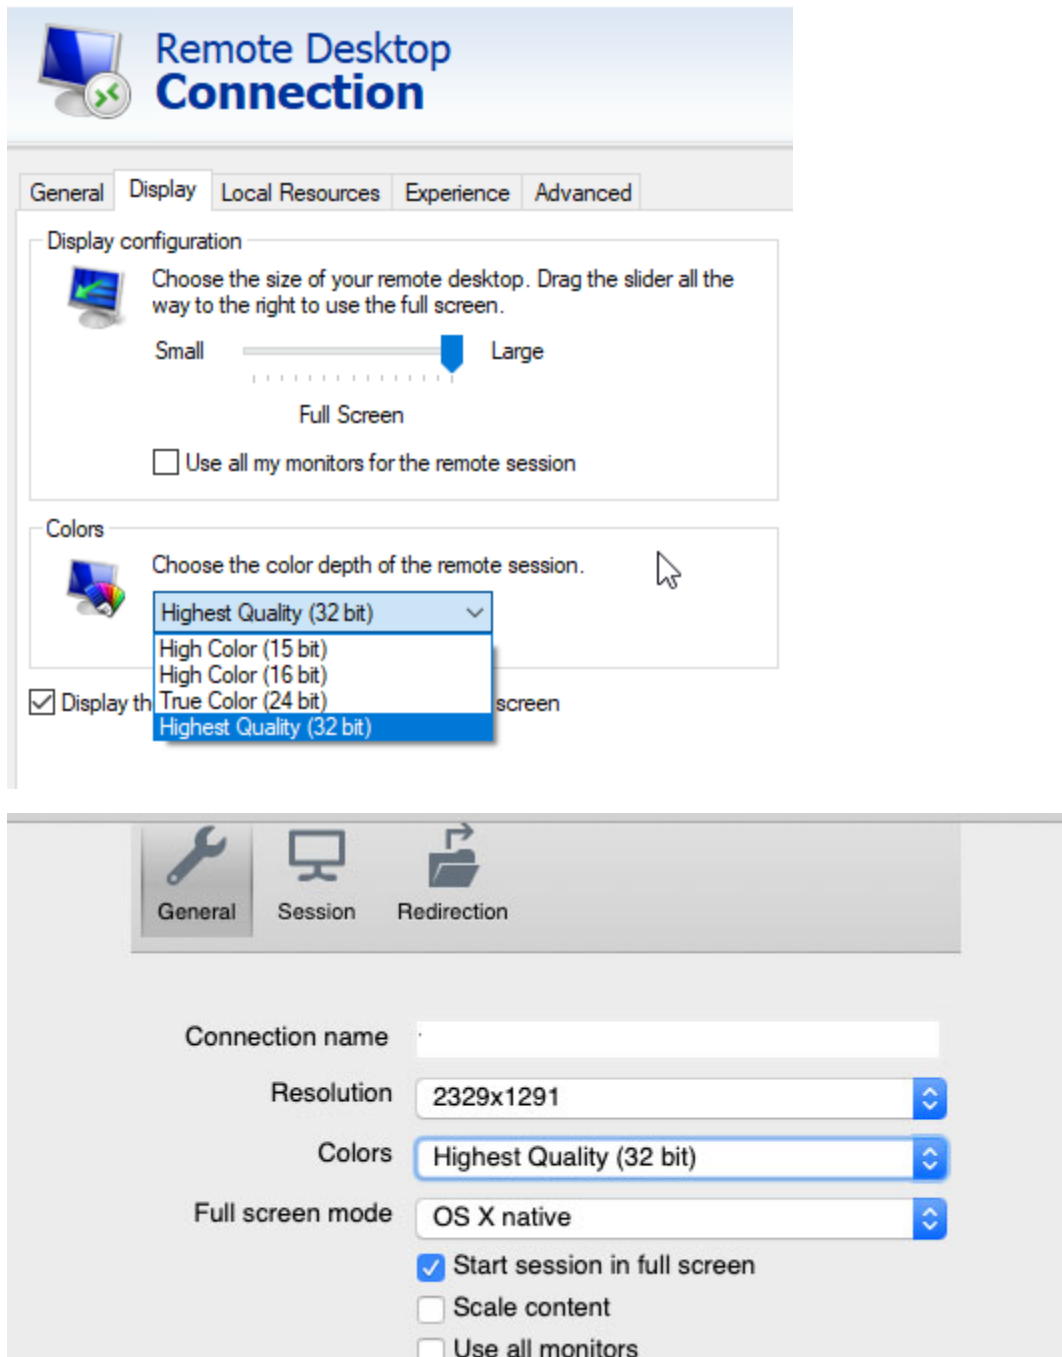 Remote Desktop
Connection
General Display Local Resources Experience Advanced
Display configuration
Choose the size of your remote desktop. Drag the slider all the
way to the right to use the full screen.
Small Large
Full Screen
Use all my monitors for the remote session
Colors
Choose the color depth of the remote session.
Highest Quality (32 bit)
High Color (15 bit)
High Color (16 bit)
True Color (24 bit)
Highest Quality (32 bit)
Display th screen
General Session Redirection
Connection name
Resolution 2329x1291
Colors Highest Quality (32 bit)
Full screen mode OS X native
Start session in full screen
Scale content
Use all monitors